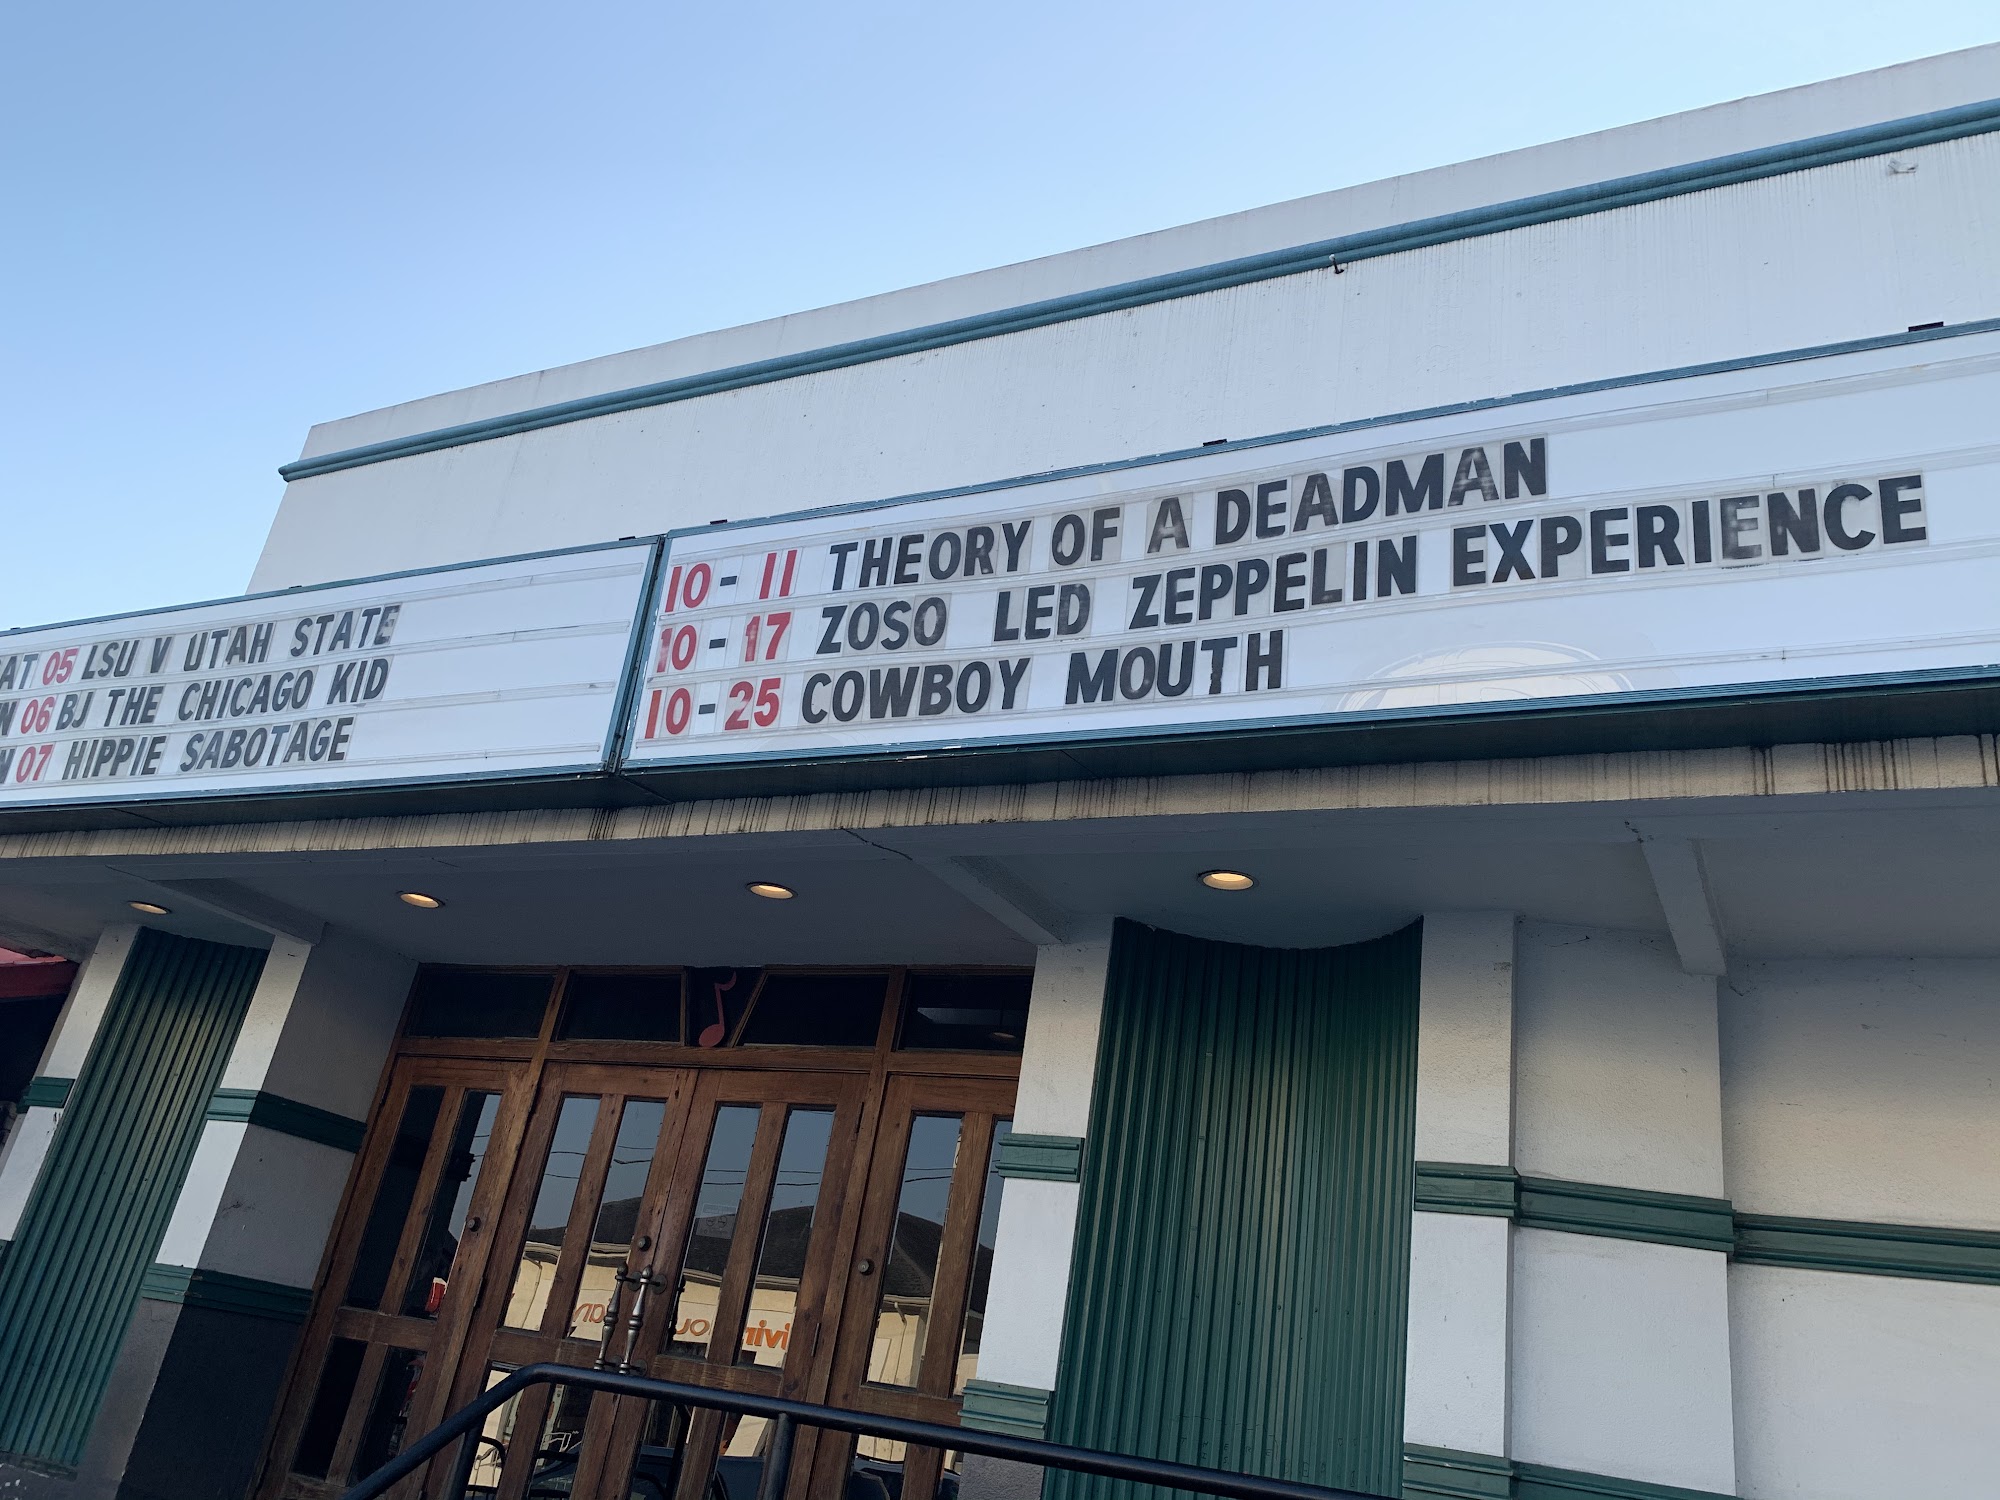 AT 05 LSU V UTAH STATE
N 06 BJ THE CHICAGO KID
N 07 HIPPIE SABOTAGE
10-11 THEORY OF A DEADMAN
10-17 ZOSO LED ZEPPELIN EXPERIENCE
10-25 COWBOY MOUTH